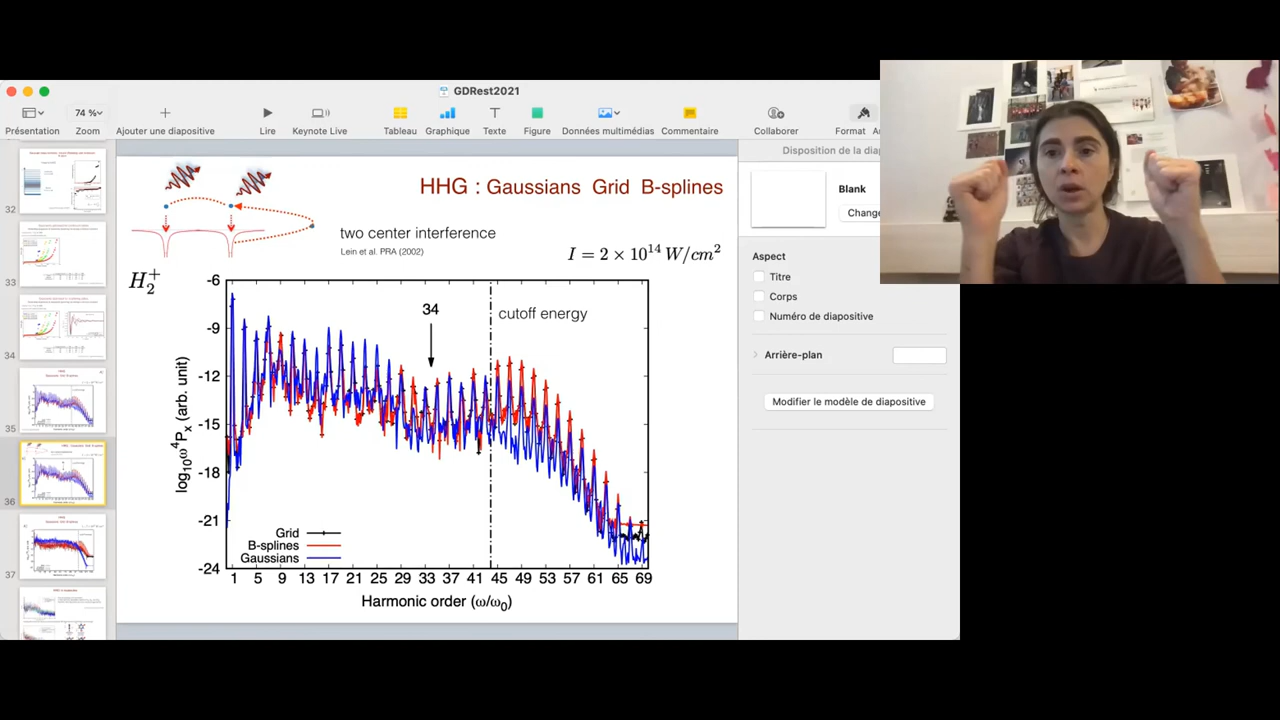 GDRest2021
74 %
Présentation
Zoom
Ajouter une diapositive
Lire
Keynote Live
Tableau
Graphique
Texte
Figure
Données multimédias
Commentaire
Collaborer
Format
32
33
34
35
36
37
HHG : Gaussians Grid B-splines
two center interference
Lein et al. PRA (2002)
I = 2 × 10¹⁴ W/cm²
H₂⁺
-6
-9
-12
-15
-18
-21
-24
log₁₀ω⁴Pₓ (arb. unit)
34
cutoff energy
Grid
B-splines
Gaussians
1 5 9 13 17 21 25 29 33 37 41 45 49 53 57 61 65 69
Harmonic order (ω/ω₀)
Disposition de la diap
Blank
Change
Aspect
Titre
Corps
Numéro de diapositive
Arrière-plan
Modifier le modèle de diapositive